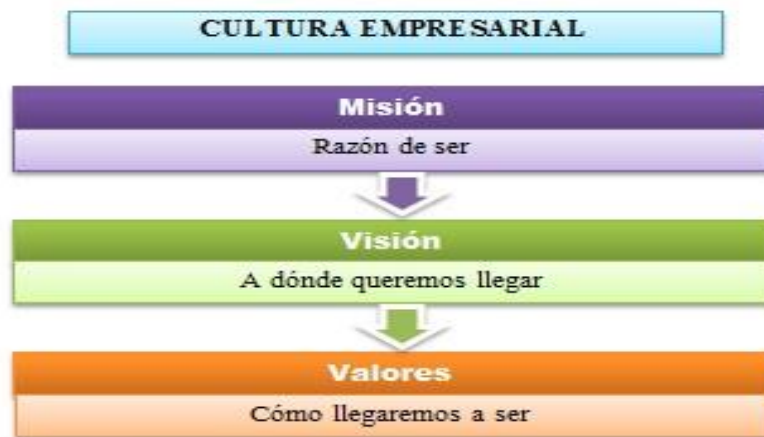 CULTURA EMPRESARIAL
Misión
Razón de ser
Visión
A dónde queremos llegar
Valores
Cómo llegaremos a ser